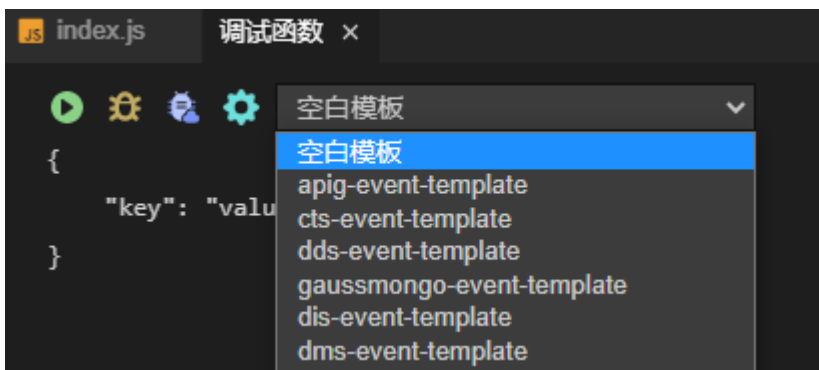 JS index.js 调试函数 ×
空白模板
空白模板
{
apig-event-template
"key": "valu
cts-event-template
}
dds-event-template
gaussmongo-event-template
dis-event-template
dms-event-template